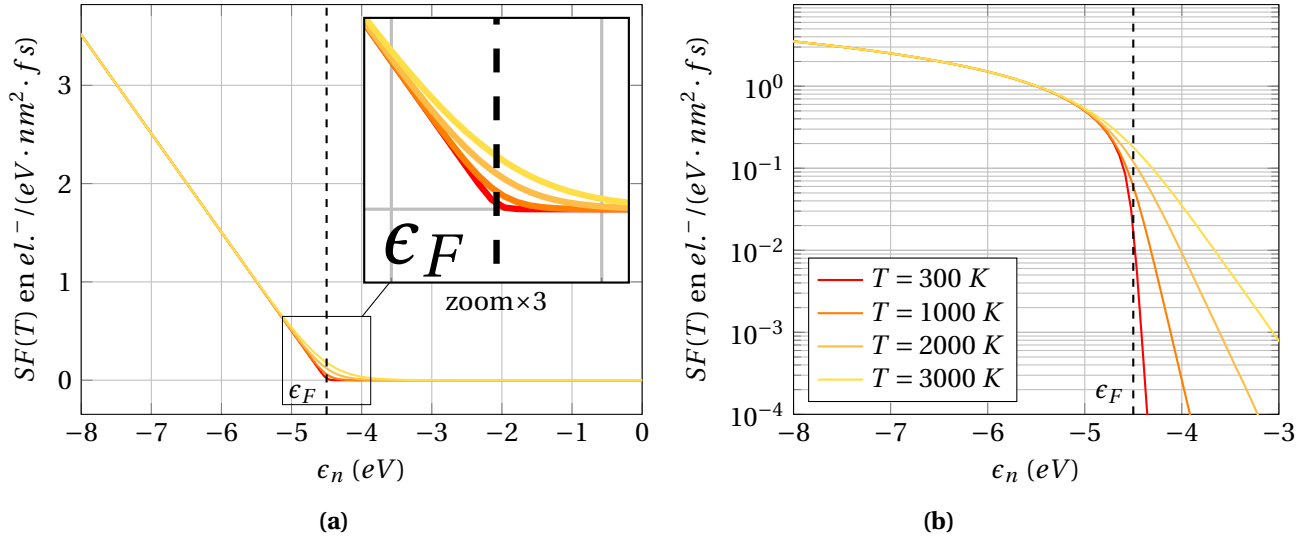 SF(T) en el.⁻/(eV · nm² · fs)
3
2
1
0
ϵ_F
zoom×3
ϵ_F
−8 −7 −6 −5 −4 −3 −2 −1 0
ϵ_n (eV)
(a)
SF(T) en el.⁻/(eV · nm² · fs)
10⁰
10⁻¹
10⁻²
10⁻³
10⁻⁴
T = 300 K
T = 1000 K
T = 2000 K
T = 3000 K
ϵ_F
−8 −7 −6 −5 −4 −3
ϵ_n (eV)
(b)